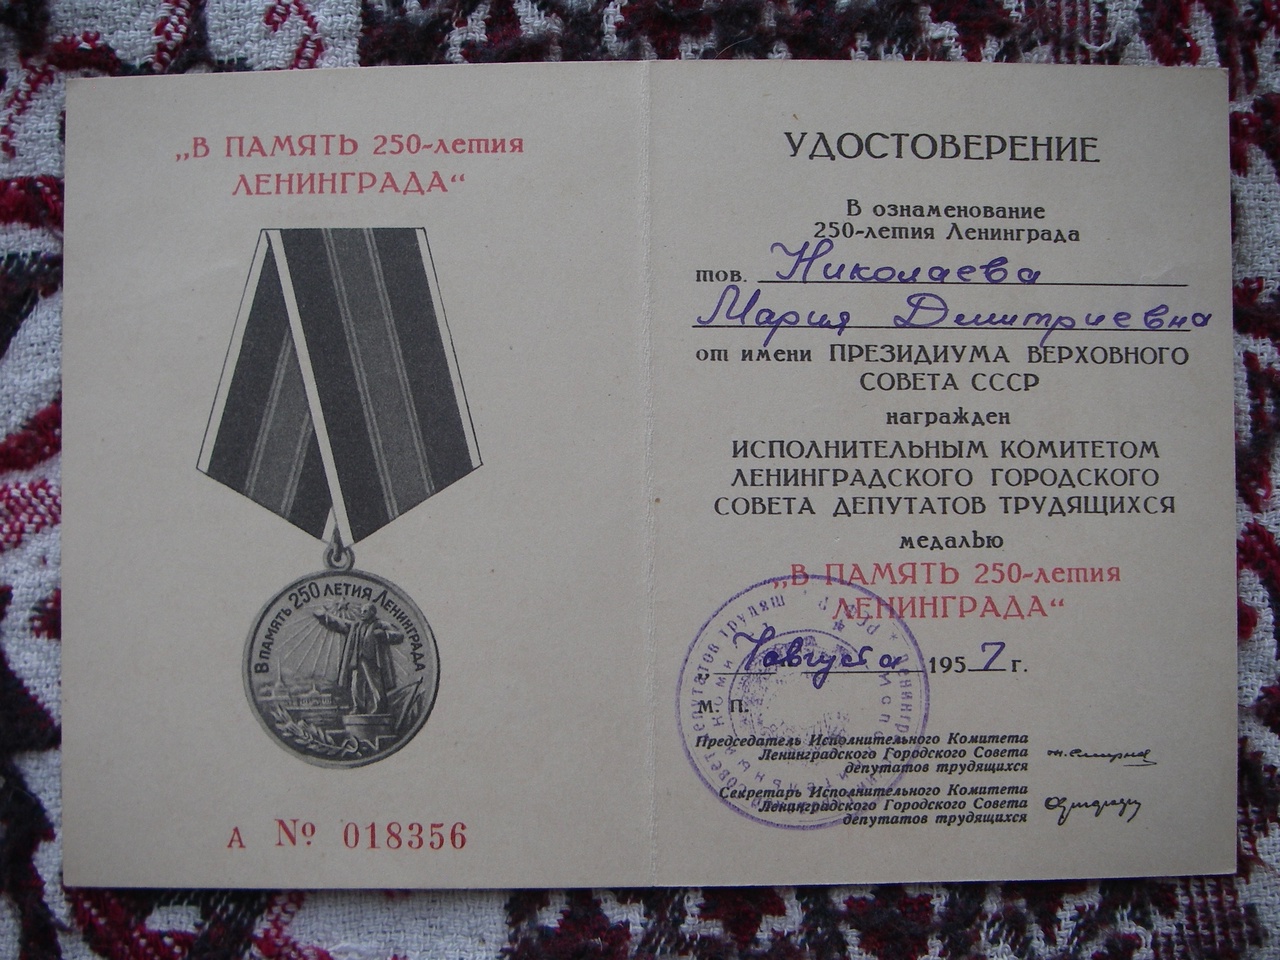 „В ПАМЯТЬ 250-летия
ЛЕНИНГРАДА“
В ПАМЯТЬ 250 ЛЕТИЯ ЛЕНИНГРАДА
А № 018356
УДОСТОВЕРЕНИЕ
В ознаменование
250-летия Ленинграда
тов. Николаева
Мария Дмитриевна
от имени ПРЕЗИДИУМА ВЕРХОВНОГО
СОВЕТА СССР
награжден
ИСПОЛНИТЕЛЬНЫМ КОМИТЕТОМ
ЛЕНИНГРАДСКОГО ГОРОДСКОГО
СОВЕТА ДЕПУТАТОВ ТРУДЯЩИХСЯ
медалью
„В ПАМЯТЬ 250-летия
ЛЕНИНГРАДА“
августа 1957 г.
М. П.
Председатель Исполнительного Комитета
Ленинградского Городского Совета
депутатов трудящихся
Секретарь Исполнительного Комитета
Ленинградского Городского Совета
депутатов трудящихся